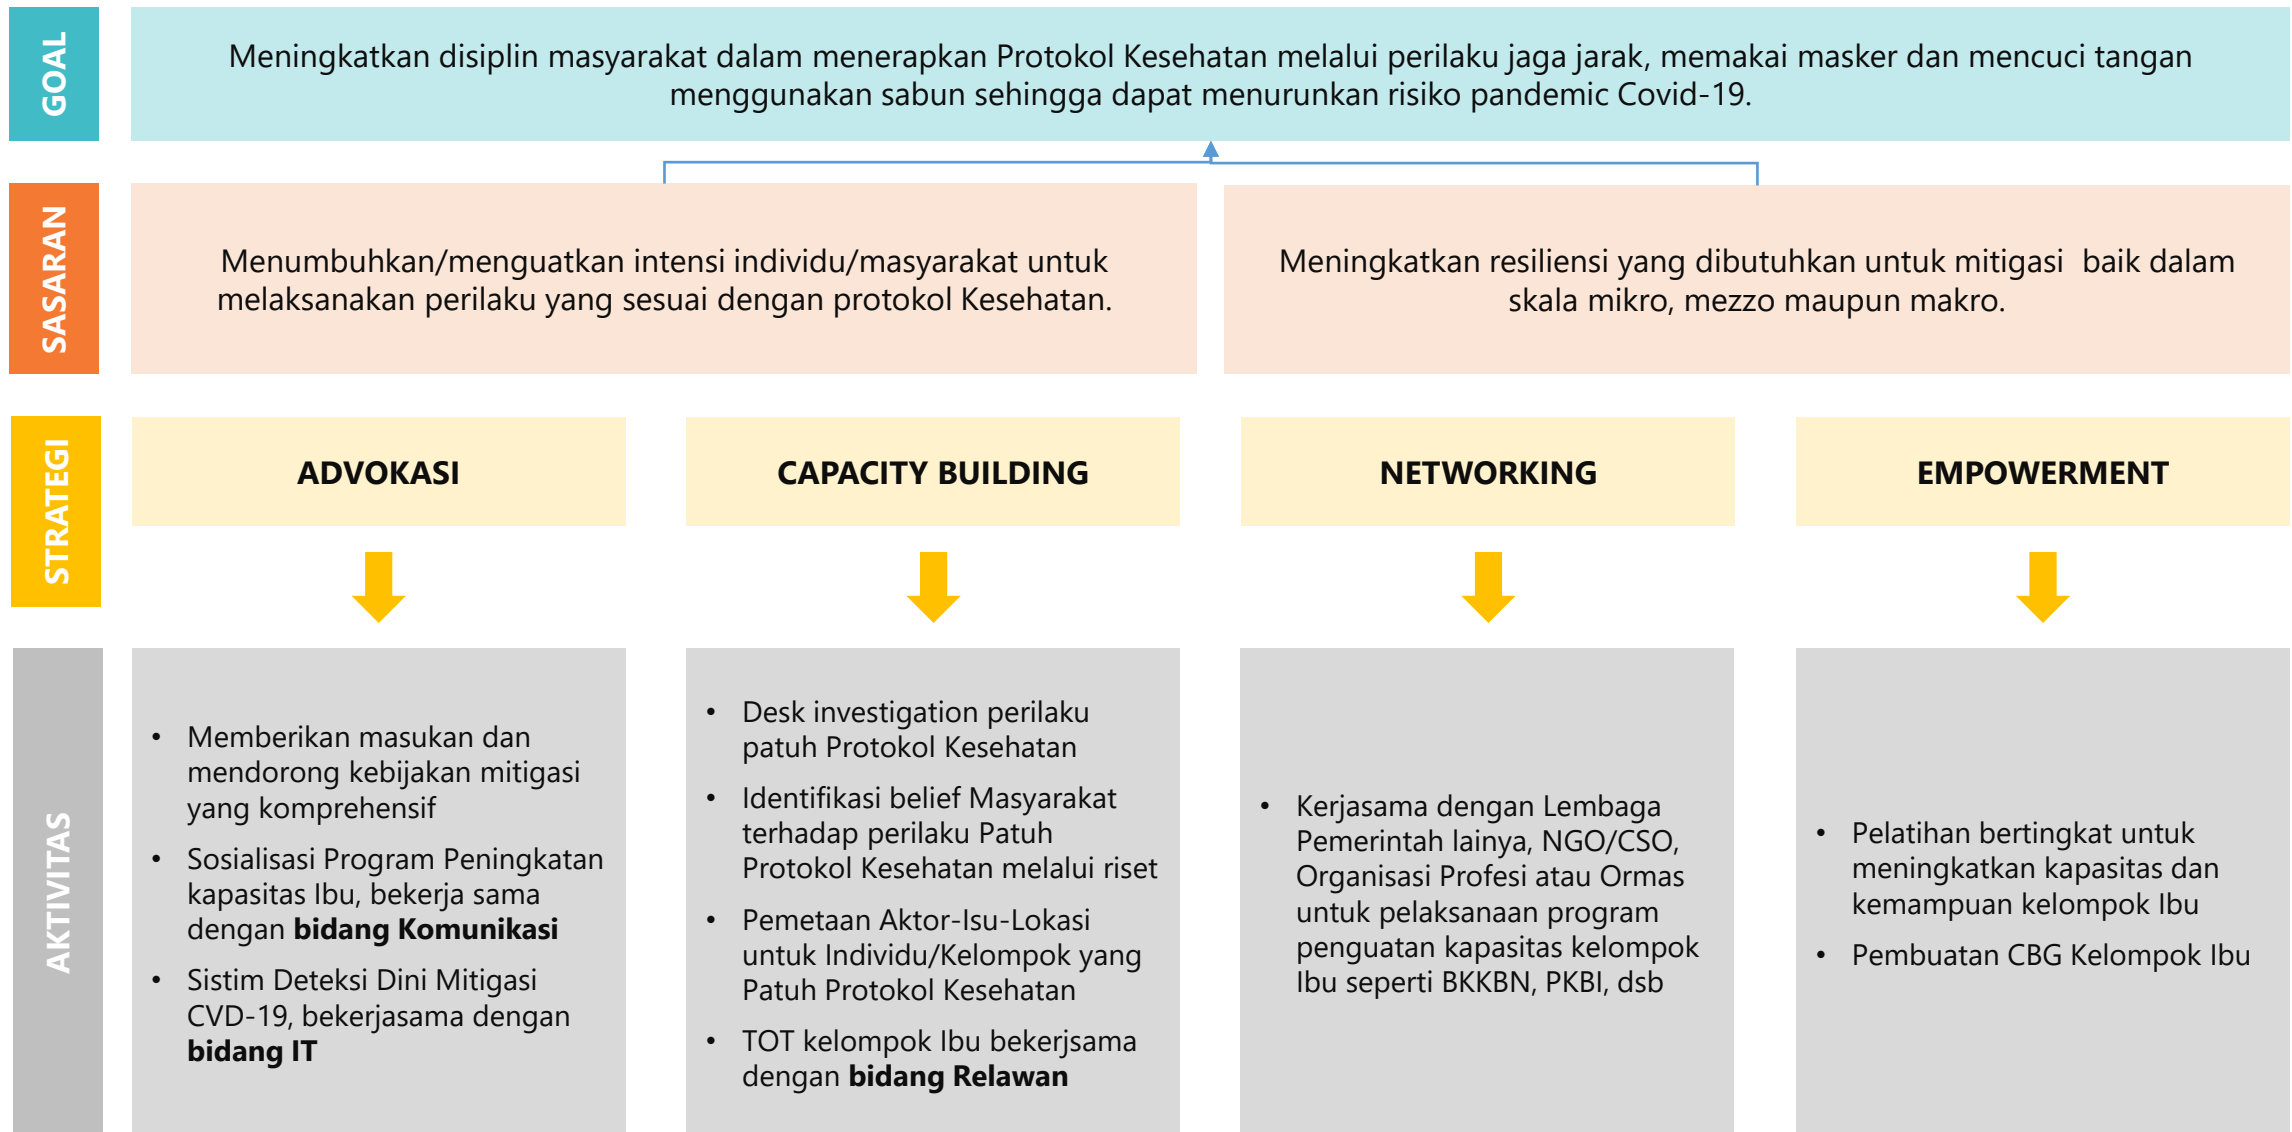 GOAL
Meningkatkan disiplin masyarakat dalam menerapkan Protokol Kesehatan melalui perilaku jaga jarak, memakai masker dan mencuci tangan
menggunakan sabun sehingga dapat menurunkan risiko pandemic Covid-19.
SASARAN
Menumbuhkan/menguatkan intensi individu/masyarakat untuk
melaksanakan perilaku yang sesuai dengan protokol Kesehatan.
Meningkatkan resiliensi yang dibutuhkan untuk mitigasi  baik dalam
skala mikro, mezzo maupun makro.
STRATEGI
ADVOKASI
CAPACITY BUILDING
NETWORKING
EMPOWERMENT
AKTIVITAS
• Memberikan masukan dan
mendorong kebijakan mitigasi
yang komprehensif
• Sosialisasi Program Peningkatan
kapasitas Ibu, bekerja sama
dengan bidang Komunikasi
• Sistim Deteksi Dini Mitigasi
CVD-19, bekerjasama dengan
bidang IT
• Desk investigation perilaku
patuh Protokol Kesehatan
• Identifikasi belief Masyarakat
terhadap perilaku Patuh
Protokol Kesehatan melalui riset
• Pemetaan Aktor-Isu-Lokasi
untuk Individu/Kelompok yang
Patuh Protokol Kesehatan
• TOT kelompok Ibu bekerjsama
dengan bidang Relawan
• Kerjasama dengan Lembaga
Pemerintah lainya, NGO/CSO,
Organisasi Profesi atau Ormas
untuk pelaksanaan program
penguatan kapasitas kelompok
Ibu seperti BKKBN, PKBI, dsb
• Pelatihan bertingkat untuk
meningkatkan kapasitas dan
kemampuan kelompok Ibu
• Pembuatan CBG Kelompok Ibu